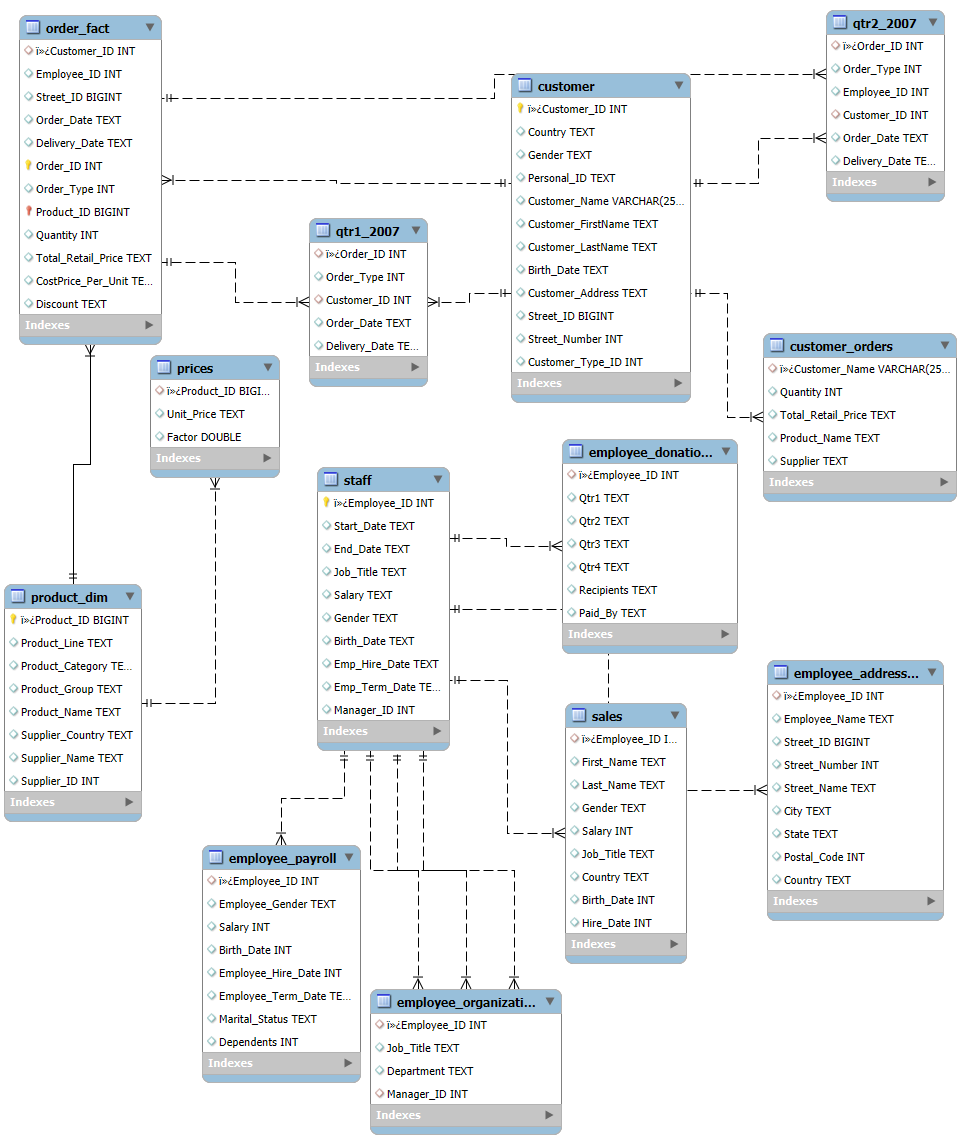 order_fact
ï»¿Customer_ID INT
Employee_ID INT
Street_ID BIGINT
Order_Date TEXT
Delivery_Date TEXT
Order_ID INT
Order_Type INT
Product_ID BIGINT
Quantity INT
Total_Retail_Price TEXT
CostPrice_Per_Unit TE...
Discount TEXT
Indexes
customer
ï»¿Customer_ID INT
Country TEXT
Gender TEXT
Personal_ID TEXT
Customer_Name VARCHAR(25...
Customer_FirstName TEXT
Customer_LastName TEXT
Birth_Date TEXT
Customer_Address TEXT
Street_ID BIGINT
Street_Number INT
Customer_Type_ID INT
Indexes
qtr2_2007
ï»¿Order_ID INT
Order_Type INT
Employee_ID INT
Customer_ID INT
Order_Date TEXT
Delivery_Date TE...
Indexes
qtr1_2007
ï»¿Order_ID INT
Order_Type INT
Customer_ID INT
Order_Date TEXT
Delivery_Date TE...
Indexes
customer_orders
ï»¿Customer_Name VARCHAR(25...
Quantity INT
Total_Retail_Price TEXT
Product_Name TEXT
Supplier TEXT
Indexes
prices
ï»¿Product_ID BIGI...
Unit_Price TEXT
Factor DOUBLE
Indexes
staff
ï»¿Employee_ID INT
Start_Date TEXT
End_Date TEXT
Job_Title TEXT
Salary TEXT
Gender TEXT
Birth_Date TEXT
Emp_Hire_Date TEXT
Emp_Term_Date TE...
Manager_ID INT
Indexes
employee_donatio...
ï»¿Employee_ID INT
Qtr1 TEXT
Qtr2 TEXT
Qtr3 TEXT
Qtr4 TEXT
Recipients TEXT
Paid_By TEXT
Indexes
product_dim
ï»¿Product_ID BIGINT
Product_Line TEXT
Product_Category TE...
Product_Group TEXT
Product_Name TEXT
Supplier_Country TEXT
Supplier_Name TEXT
Supplier_ID INT
Indexes
sales
ï»¿Employee_ID I...
First_Name TEXT
Last_Name TEXT
Gender TEXT
Salary INT
Job_Title TEXT
Country TEXT
Birth_Date INT
Hire_Date INT
Indexes
employee_address...
ï»¿Employee_ID INT
Employee_Name TEXT
Street_ID BIGINT
Street_Number INT
Street_Name TEXT
City TEXT
State TEXT
Postal_Code INT
Country TEXT
Indexes
employee_payroll
ï»¿Employee_ID INT
Employee_Gender TEXT
Salary INT
Birth_Date INT
Employee_Hire_Date INT
Employee_Term_Date TE...
Marital_Status TEXT
Dependents INT
Indexes
employee_organizati...
ï»¿Employee_ID INT
Job_Title TEXT
Department TEXT
Manager_ID INT
Indexes